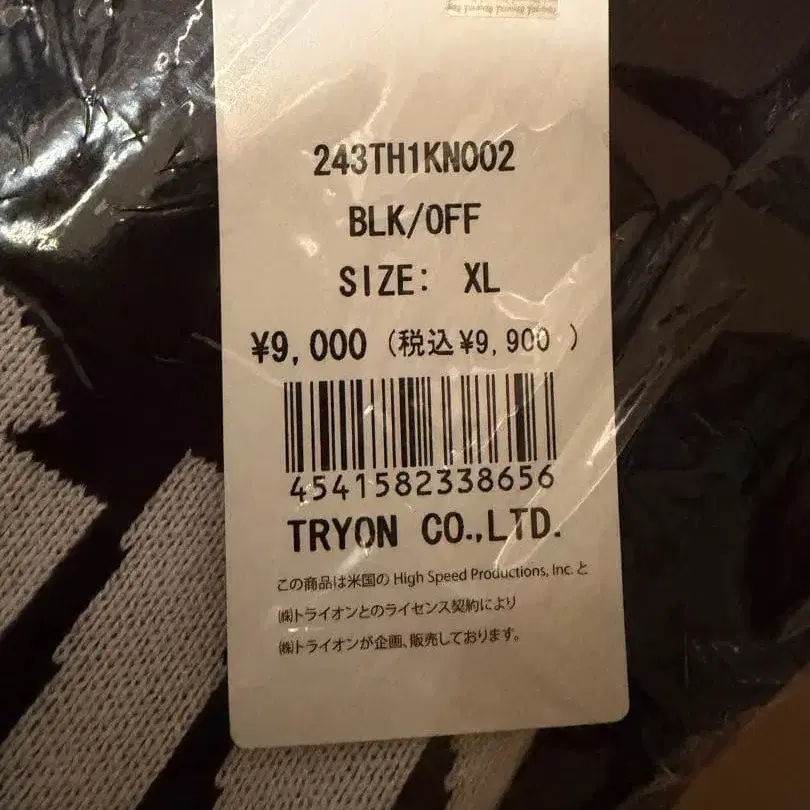 243TH1KN002
BLK/OFF
SIZE: XL
¥9,000 (税込¥9,900 )
4541582338656
TRYON CO.,LTD.
この商品は米国の High Speed Productions, Inc. と
㈱トライオンとのライセンス契約により
㈱トライオンが企画、販売しております。